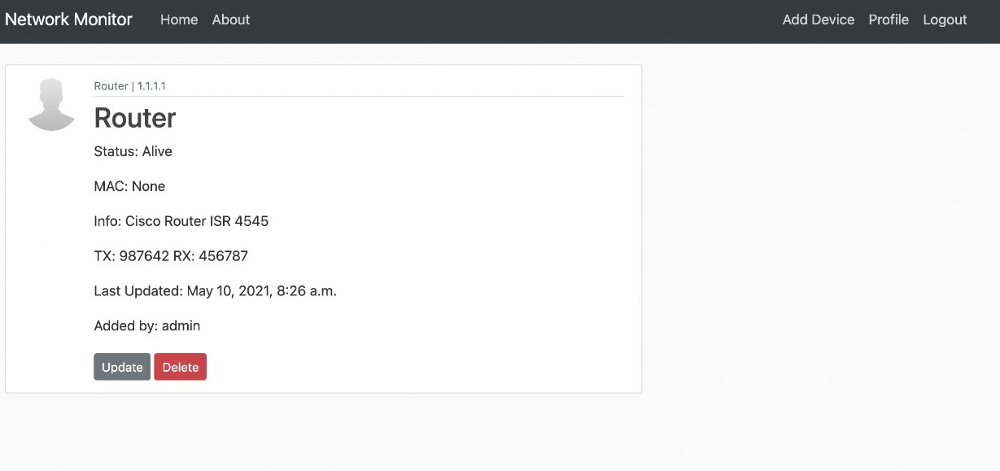 Network Monitor Home About Add Device Profile Logout
Router | 1.1.1.1
Router
Status: Alive
MAC: None
Info: Cisco Router ISR 4545
TX: 987642 RX: 456787
Last Updated: May 10, 2021, 8:26 a.m.
Added by: admin
Update Delete